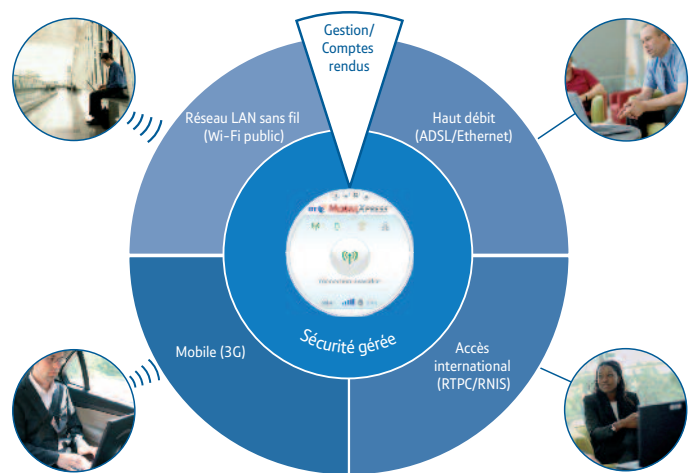 Gestion/
Comptes
rendus
Réseau LAN sans fil
(Wi-Fi public)
Haut débit
(ADSL/Ethernet)
Sécurité gérée
Mobile (3G)
Accès
international
(RTPC/RNIS)